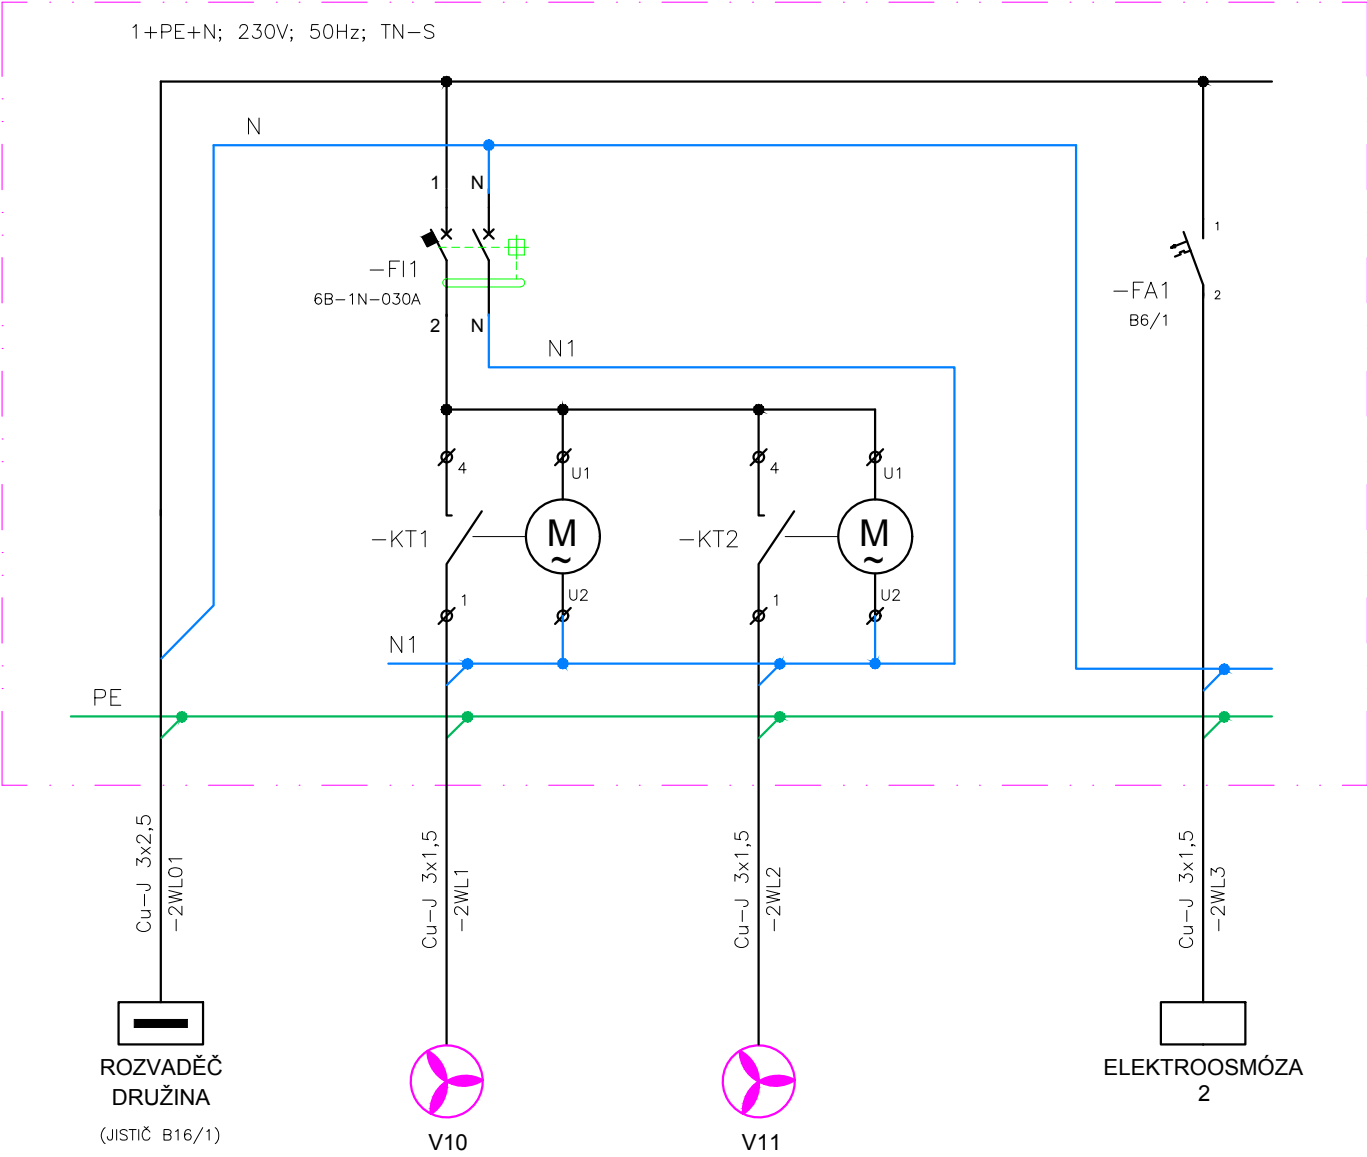 1+PE+N; 230V; 50Hz; TN-S
N
1
N
-FI1
6B-1N-030A
2
N
N1
1
-FA1
2
B6/1
4
U1
4
U1
-KT1
M
~
-KT2
M
~
1
U2
1
U2
N1
PE
Cu-J 3x2,5
-2WL01
Cu-J 3x1,5
-2WL1
Cu-J 3x1,5
-2WL2
Cu-J 3x1,5
-2WL3
ROZVADĚČ
DRUŽINA
(JISTIČ B16/1)
V10
V11
ELEKTROOSMÓZA
2